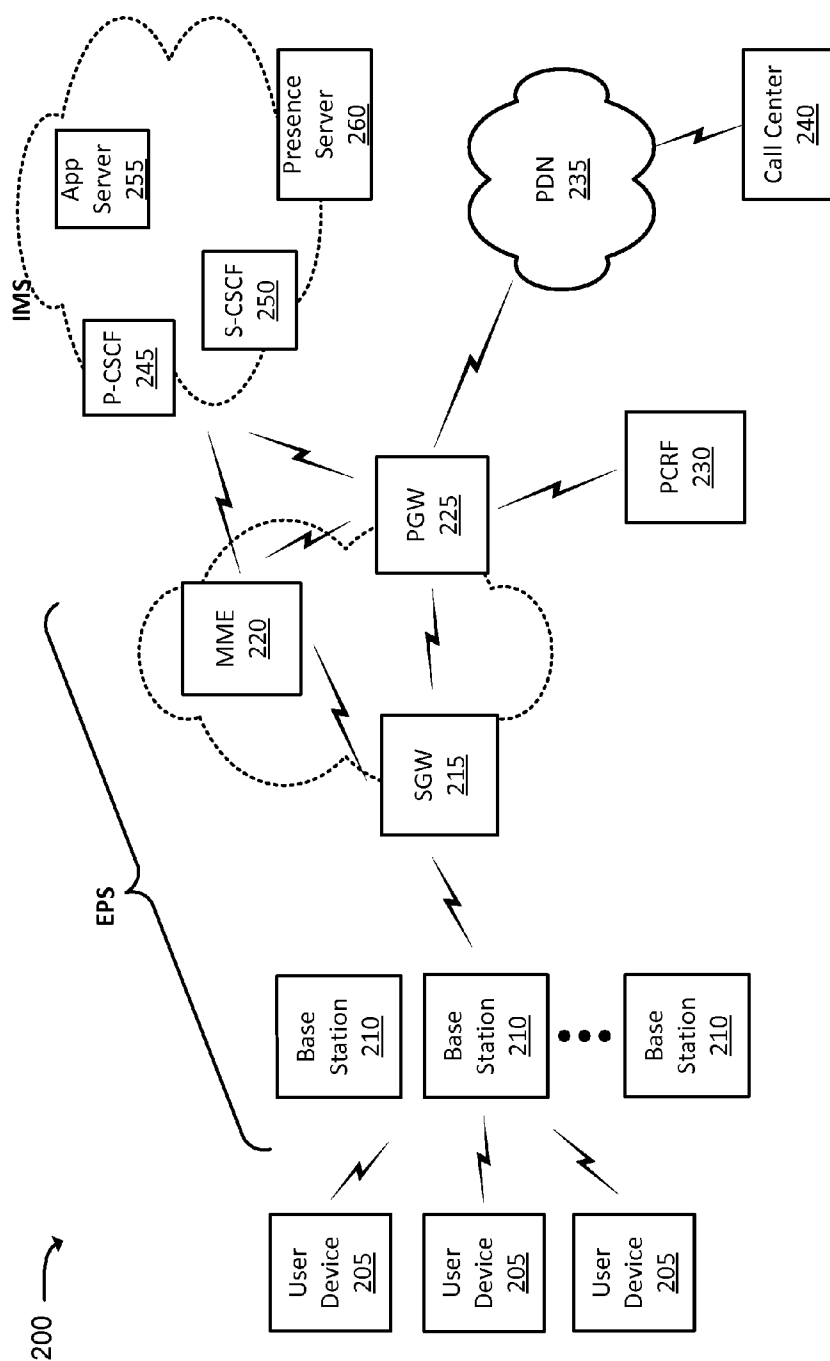 200
EPS
IMS
User
Device
205
User
Device
205
User
Device
205
Base
Station
210
Base
Station
210
Base
Station
210
SGW
215
MME
220
PGW
225
PCRF
230
P-CSCF
245
S-CSCF
250
App
Server
255
Presence
Server
260
PDN
235
Call Center
240